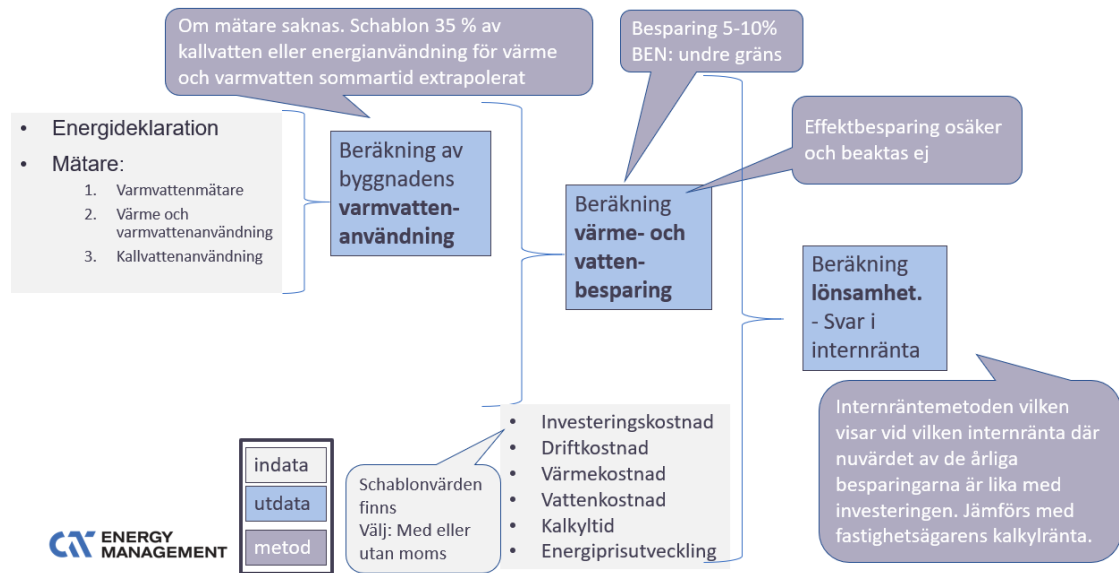 Om mätare saknas. Schablon 35 % av
kallvatten eller energianvändning för värme
och varmvatten sommartid extrapolerat
Besparing 5-10%
BEN: undre gräns
• Energideklaration
• Mätare:
1. Varmvattenmätare
2. Värme och
varmvattenanvändning
3. Kallvattenanvändning
Beräkning av
byggnadens
varmvatten-
användning
Effektbesparing osäker
och beaktas ej
Beräkning
värme- och
vatten-
besparing
Beräkning
lönsamhet.
- Svar i
internränta
• Investeringskostnad
• Driftkostnad
• Värmekostnad
• Vattenkostnad
• Kalkyltid
• Energiprisutveckling
Schablonvärden
finns
Välj: Med eller
utan moms
Internräntemetoden vilken
visar vid vilken internränta där
nuvärdet av de årliga
besparingarna är lika med
investeringen. Jämförs med
fastighetsägarens kalkylränta.
indata
utdata
metod
CIT ENERGY
MANAGEMENT